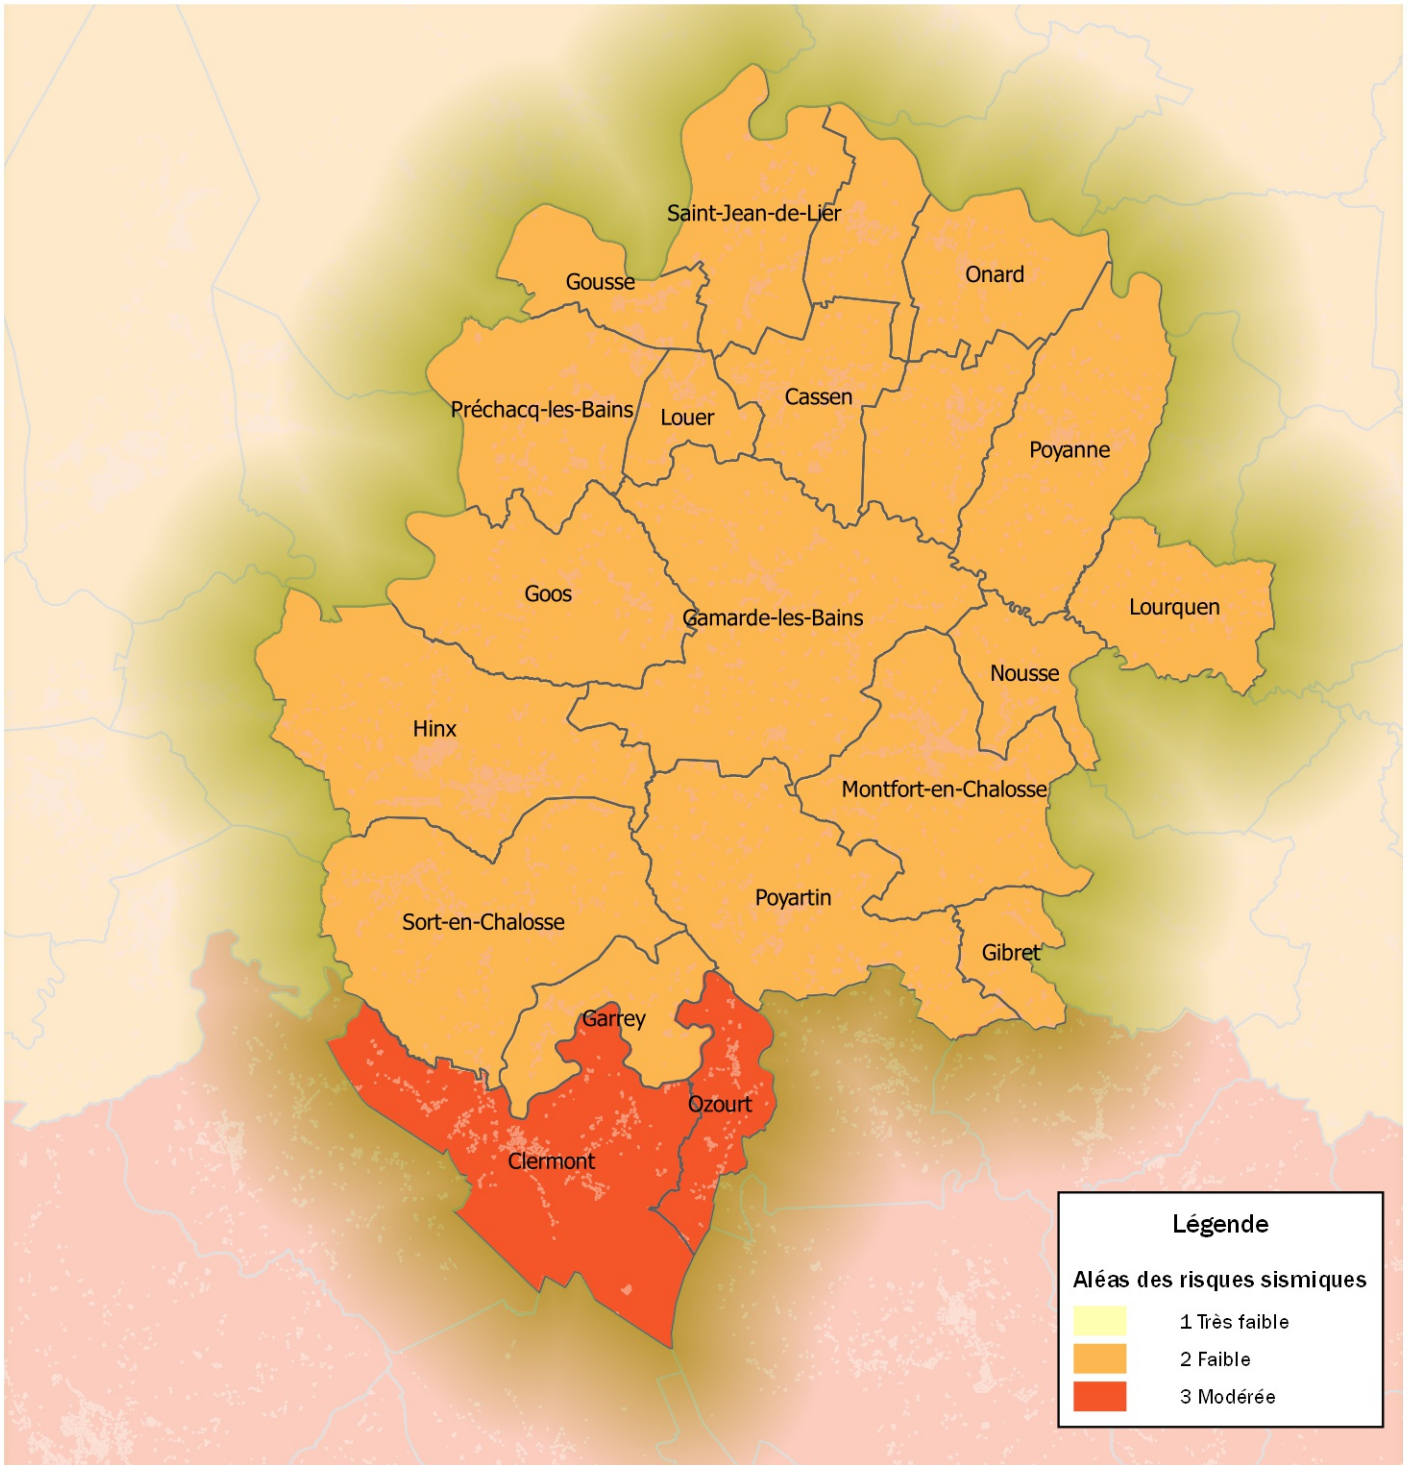 Saint-Jean-de-Lier
Gousse
Onard
Préchacq-les-Bains
Louer
Cassen
Poyanne
Goos
Gamarde-les-Bains
Lourquen
Nousse
Hinx
Montfort-en-Chalosse
Poyartin
Sort-en-Chalosse
Gibret
Garrey
Ozourt
Clermont
Légende
Aléas des risques sismiques
1 Très faible
2 Faible
3 Modérée